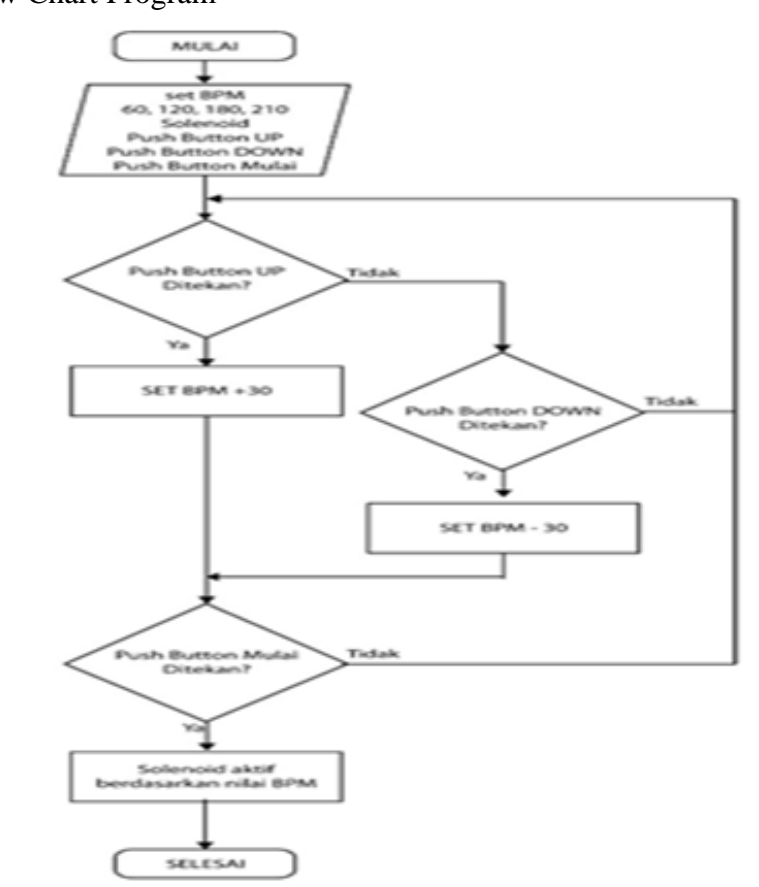 w Chart Program
MULAI
set BPM
60, 120, 180, 210
Solenoid
Push Button UP
Push Button DOWN
Push Button Mulai
Push Button UP
Ditekan?
Tidak
Ya
SET BPM +30
Push Button DOWN
Ditekan?
Tidak
Ya
SET BPM - 30
Push Button Mulai
Ditekan?
Tidak
Ya
Solenoid aktif
berdasarkan nilai BPM
SELESAI